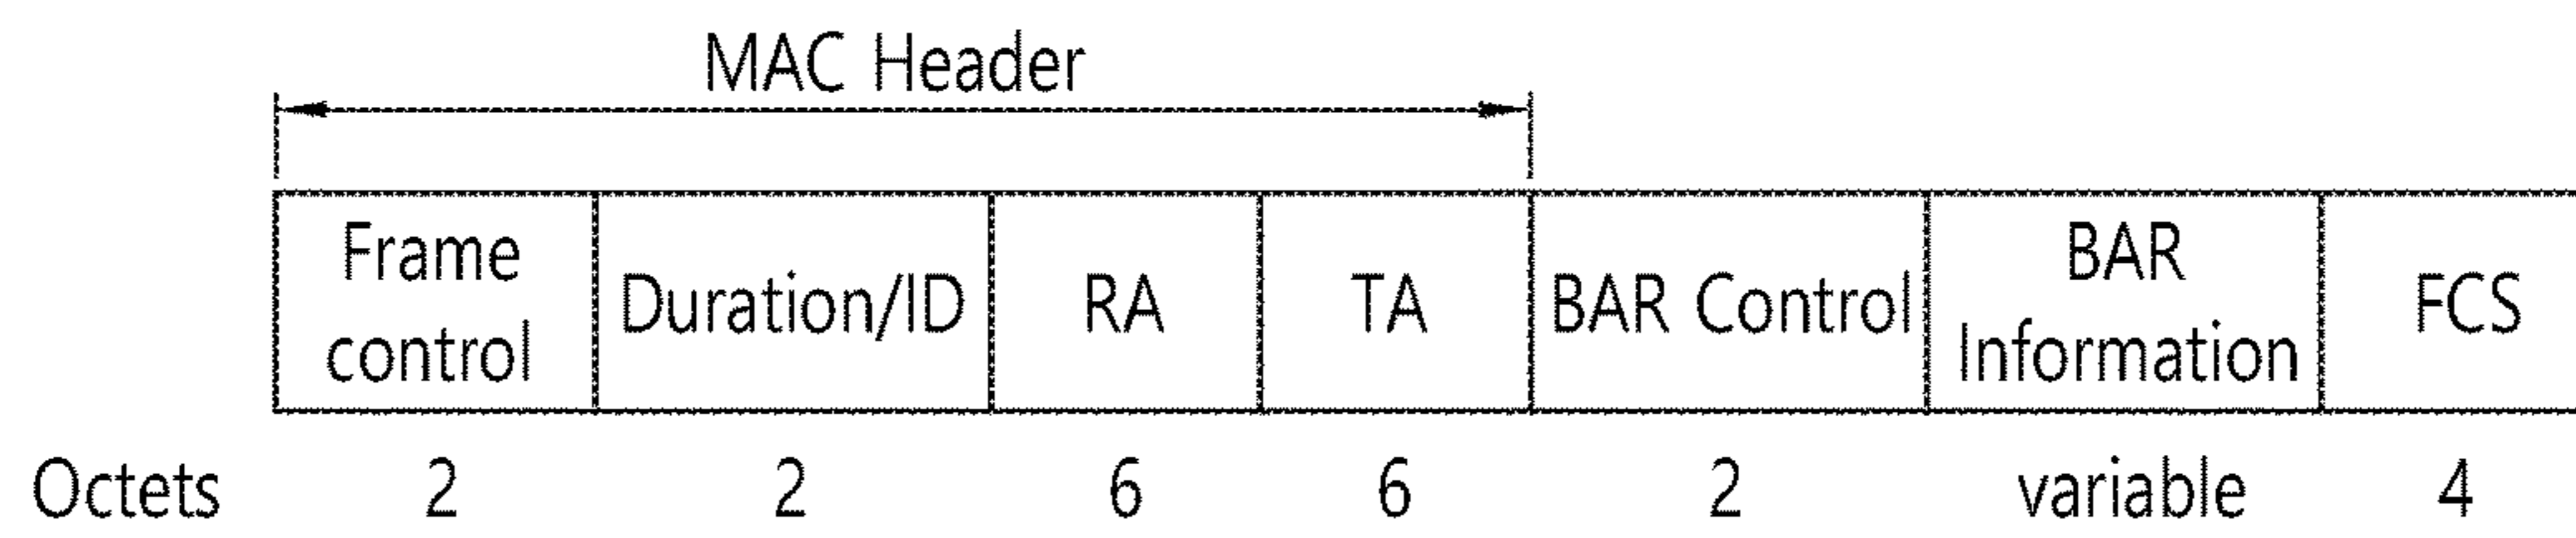 MAC Header
Frame
control
Duration/ID
RA
TA
BAR Control
BAR
Information
FCS
Octets 2 2 6 6 2 variable 4